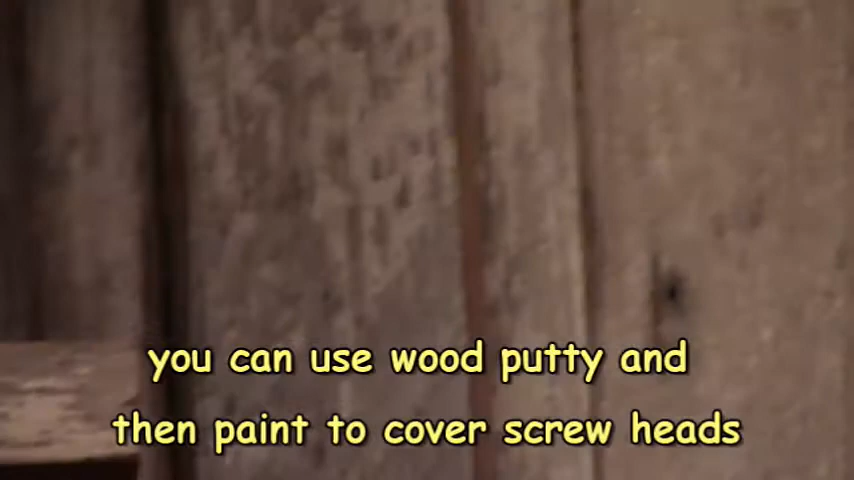 you can use wood putty and
then paint to cover screw heads